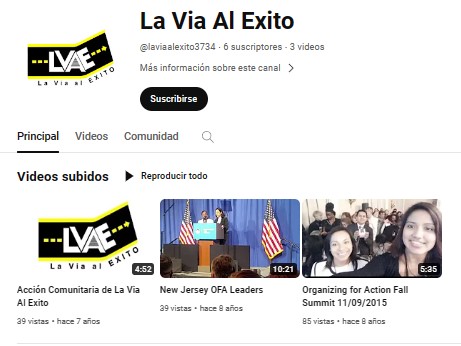 La Via Al Exito
LVAE
La Via al EXITO
@laviaalexito3734 · 6 suscriptores · 3 videos
Más información sobre este canal
Suscribirse
Principal Videos Comunidad
Videos subidos Reproducir todo
LVAE
La Via al EXITO
4:52 10:21 5:35
Acción Comunitaria de La Via
Al Exito
39 vistas • hace 7 años
New Jersey OFA Leaders
39 vistas • hace 8 años
Organizing for Action Fall
Summit 11/09/2015
85 vistas • hace 8 años